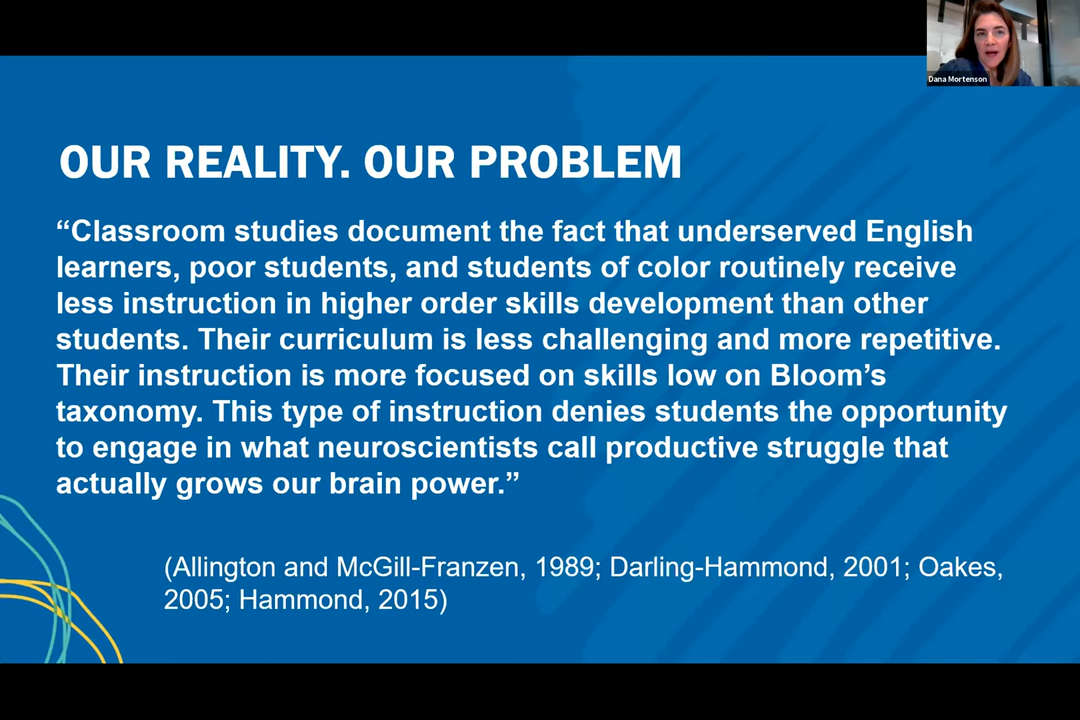 Dana Mortenson
OUR REALITY. OUR PROBLEM
“Classroom studies document the fact that underserved English
learners, poor students, and students of color routinely receive
less instruction in higher order skills development than other
students. Their curriculum is less challenging and more repetitive.
Their instruction is more focused on skills low on Bloom’s
taxonomy. This type of instruction denies students the opportunity
to engage in what neuroscientists call productive struggle that
actually grows our brain power.”
(Allington and McGill-Franzen, 1989; Darling-Hammond, 2001; Oakes,
2005; Hammond, 2015)